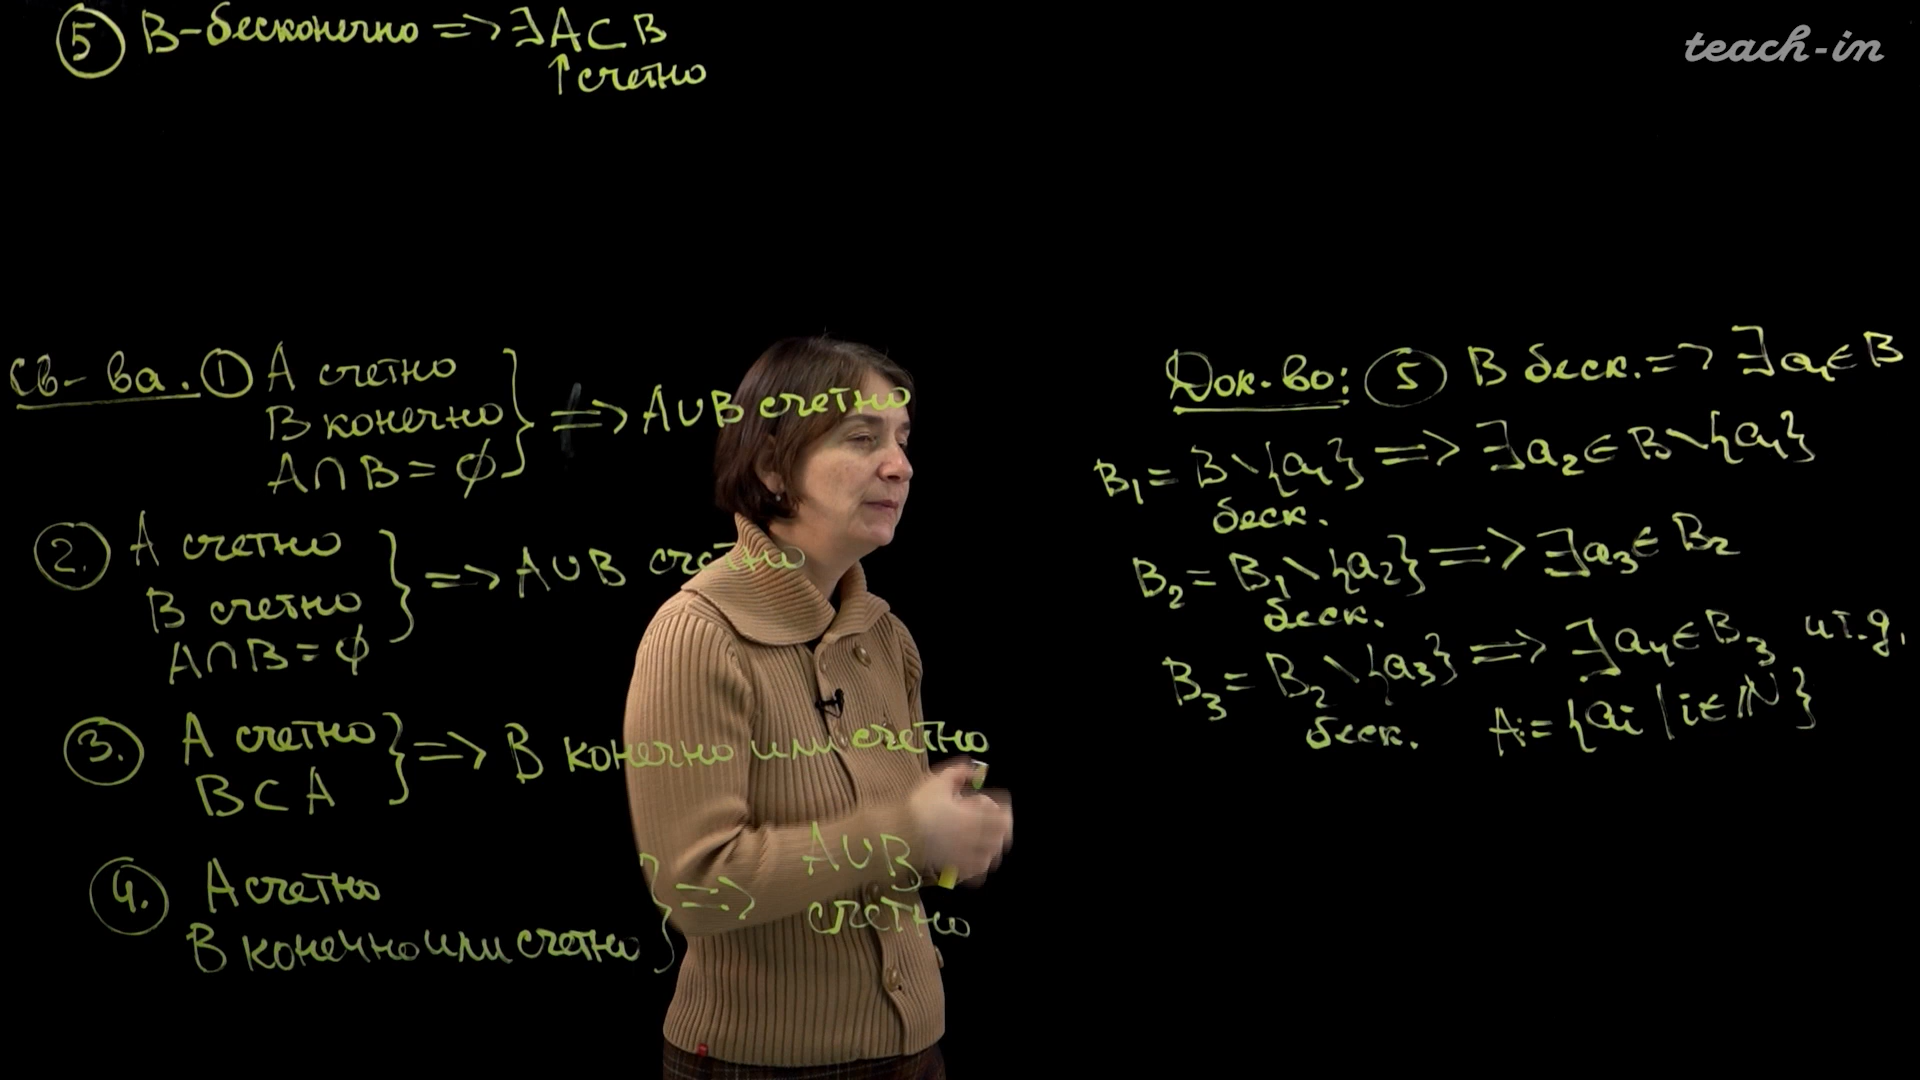 ⑤ В-бесконечно => ∃A⊂B
↑счетно
teach-in
Св-ва. ① А счетно
В конечно
A∩B=∅
} => A∪B счетно
②. А счетно
В счетно
A∩B=∅
} => A∪B счетно
③. А счетно
B⊂A
} => В конечно или счетно
④. А счетно
В конечно или счетно
} => A∪B
счетно
Док-во: ⑤ В беск. => ∃a₁∈B
B₁= B\{a₁} => ∃a₂∈B\{a₁}
беск.
B₂= B₁\{a₂} => ∃a₃∈B₂
беск.
B₃= B₂\{a₃} => ∃a₄∈B₃ и т.д.
беск. A:={aᵢ | i∈ℕ}